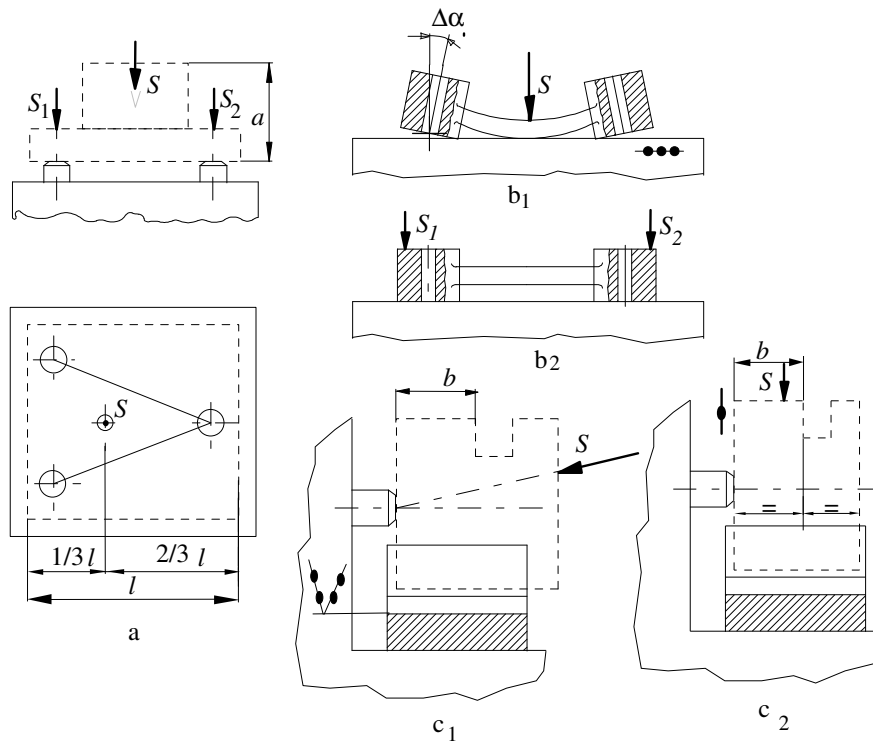 S
S₁
S₂
a
S
1/3 l
2/3 l
l
a
Δα
S
b₁
S₁
S₂
b₂
b
S
c₁
b
S
=
=
c₂